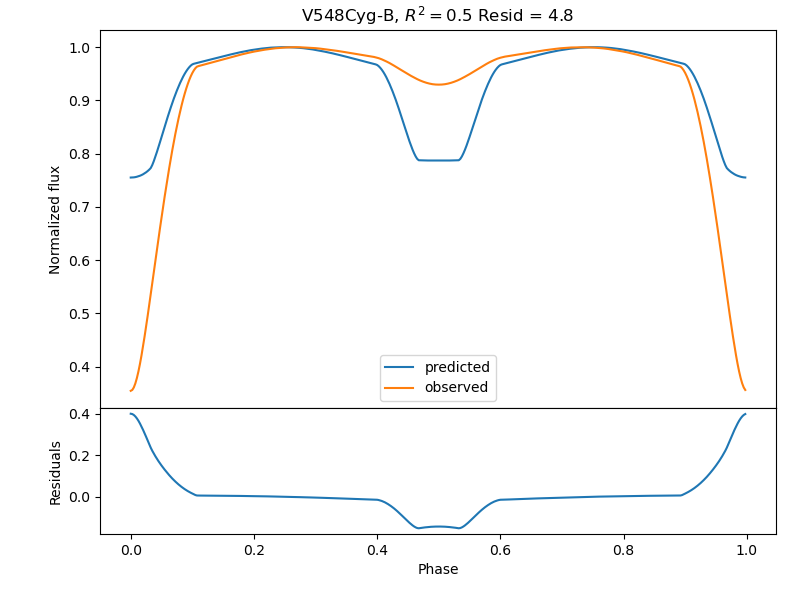 V548Cyg-B, R² = 0.5 Resid = 4.8
1.0
0.9
0.8
0.7
0.6
0.5
0.4
Normalized flux
predicted
observed
0.4
0.2
0.0
Residuals
0.0 0.2 0.4 0.6 0.8 1.0
Phase